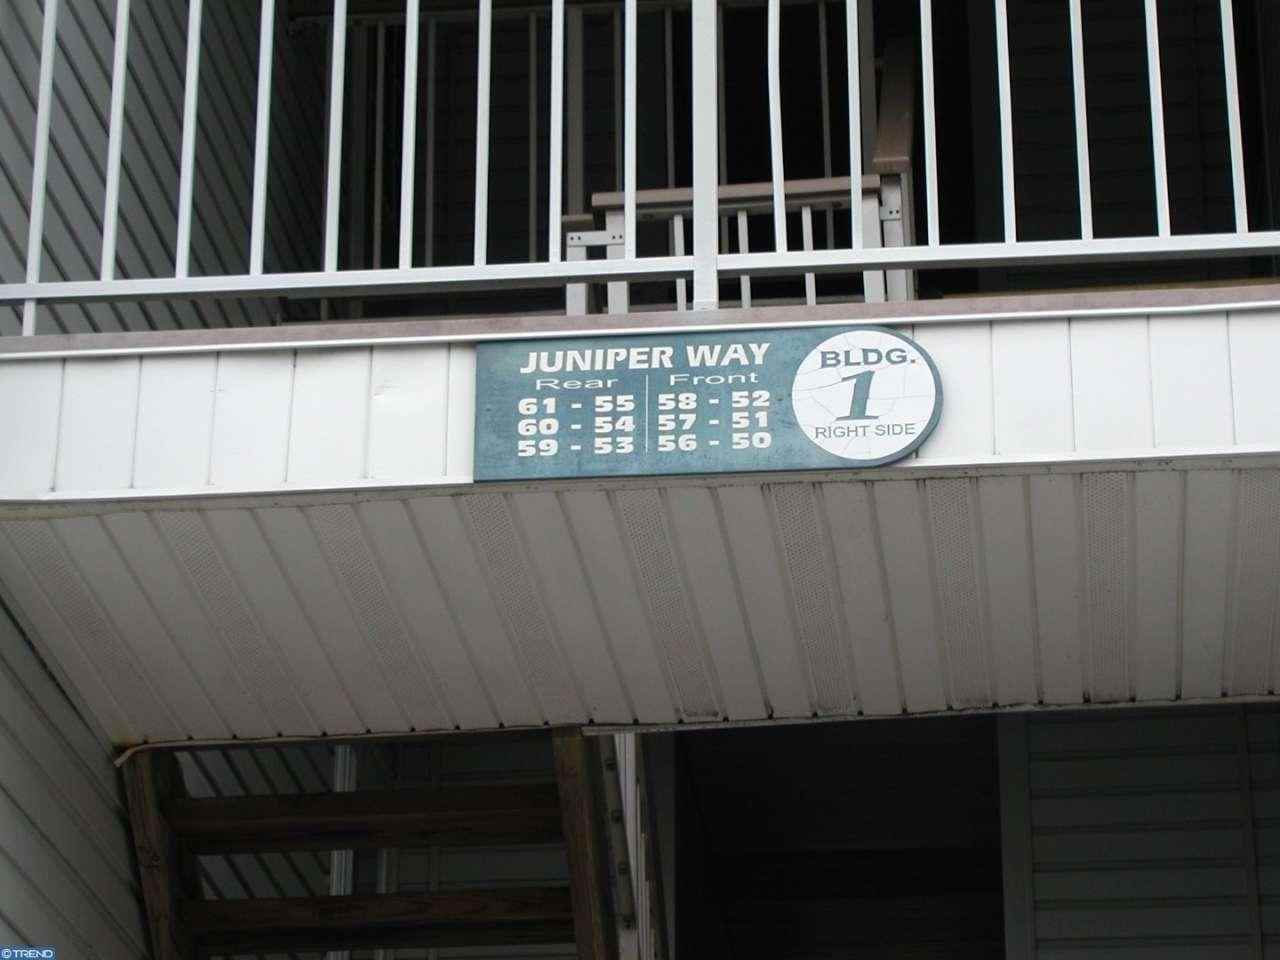 JUNIPER WAY
Rear Front
61 - 55 58 - 52
60 - 54 57 - 51
59 - 53 56 - 50
BLDG.
1
RIGHT SIDE
©TREND